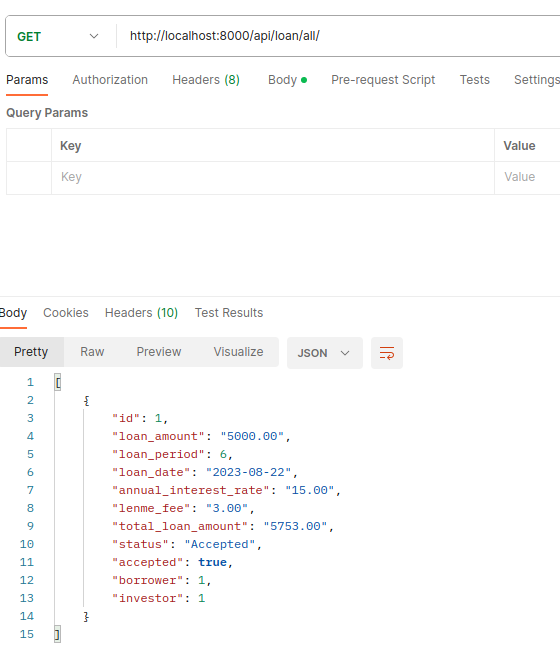 GET http://localhost:8000/api/loan/all/
Params Authorization Headers (8) Body Pre-request Script Tests Settings
Query Params
Key Value
Key Value
Body Cookies Headers (10) Test Results
Pretty Raw Preview Visualize JSON
1 [
2 {
3 "id": 1,
4 "loan_amount": "5000.00",
5 "loan_period": 6,
6 "loan_date": "2023-08-22",
7 "annual_interest_rate": "15.00",
8 "lenme_fee": "3.00",
9 "total_loan_amount": "5753.00",
10 "status": "Accepted",
11 "accepted": true,
12 "borrower": 1,
13 "investor": 1
14 }
15 ]